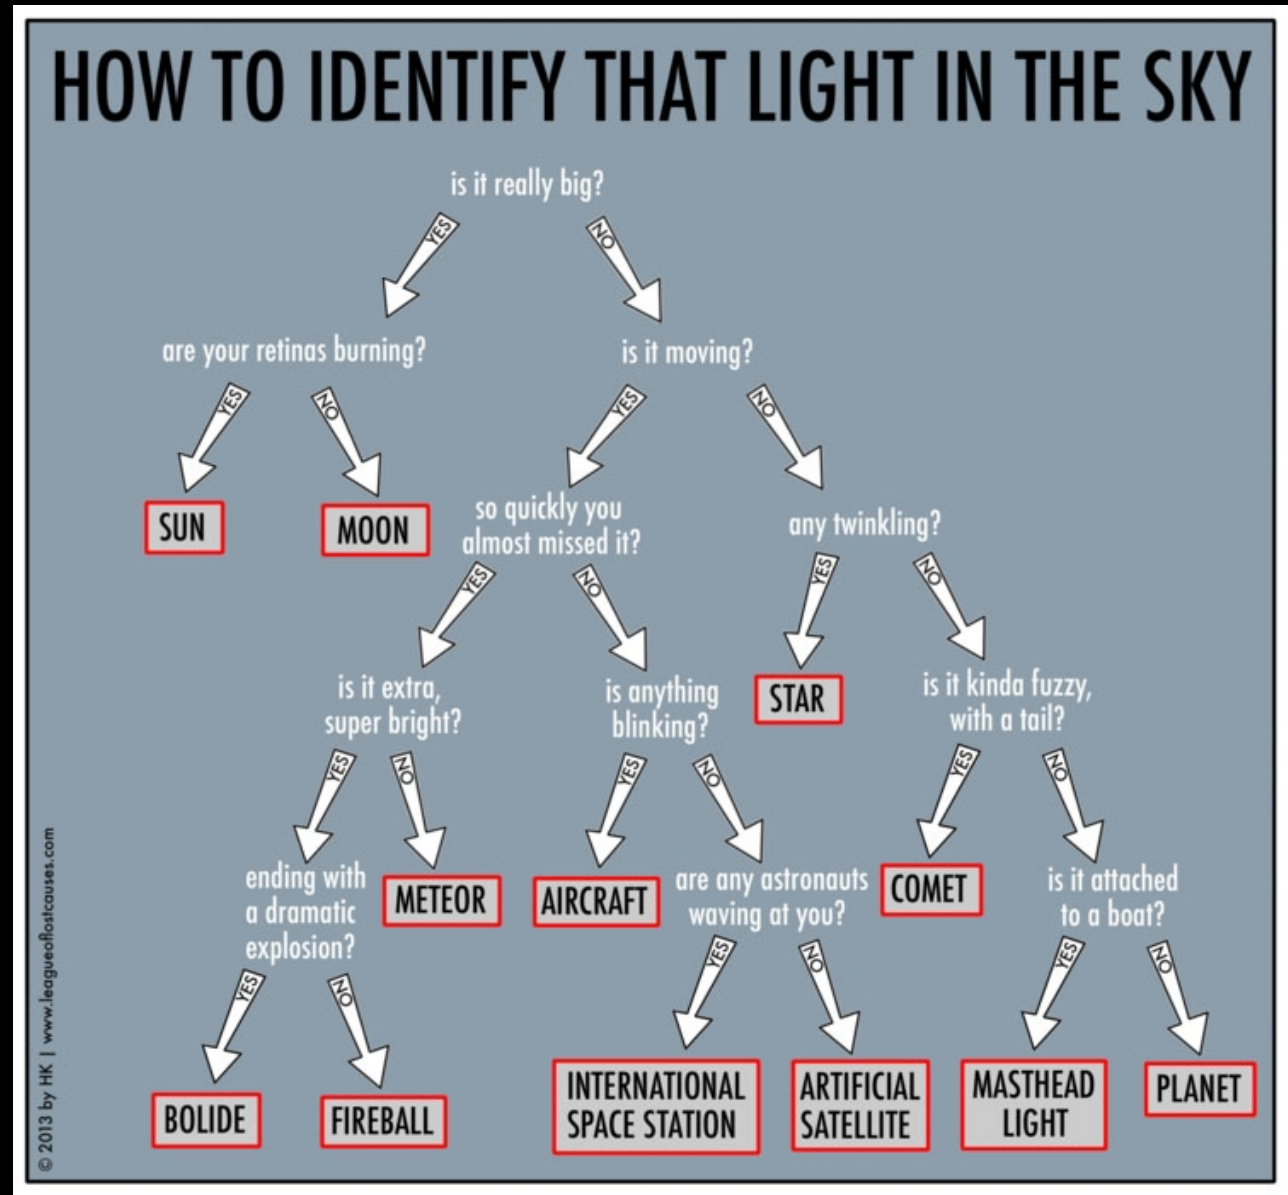 HOW TO IDENTIFY THAT LIGHT IN THE SKY
is it really big?
YES
NO
are your retinas burning?
is it moving?
YES
NO
YES
NO
SUN
MOON
so quickly you
almost missed it?
any twinkling?
YES
NO
YES
NO
is it extra,
super bright?
is anything
blinking?
STAR
is it kinda fuzzy,
with a tail?
YES
NO
YES
NO
YES
NO
ending with
a dramatic
explosion?
METEOR
AIRCRAFT
are any astronauts
waving at you?
COMET
is it attached
to a boat?
YES
NO
YES
NO
YES
NO
BOLIDE
FIREBALL
INTERNATIONAL
SPACE STATION
ARTIFICIAL
SATELLITE
MASTHEAD
LIGHT
PLANET
© 2013 by HK | www.leagueoflostcauses.com